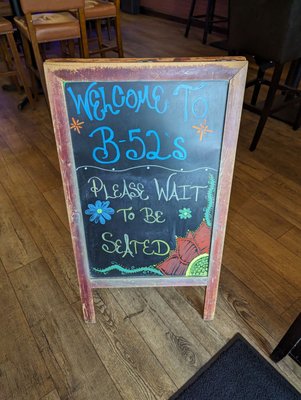 WELCOME TO
B-52's
PLEASE WAIT
TO BE
SEATED